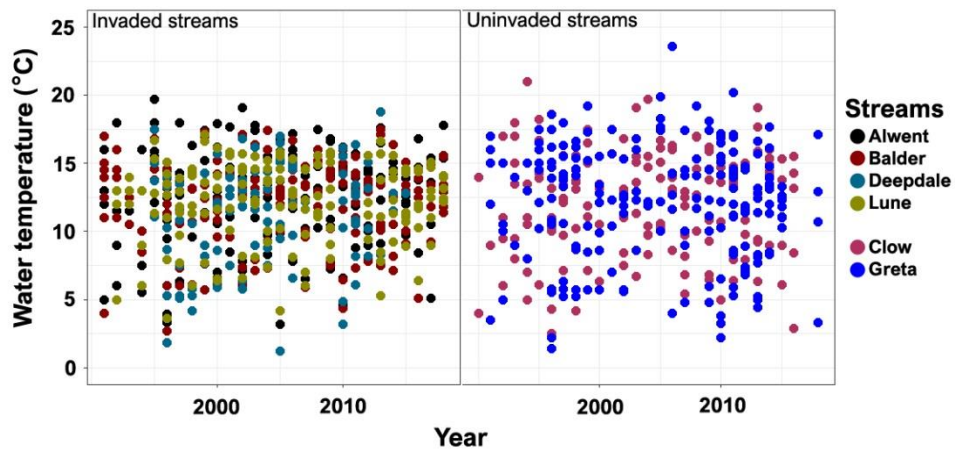 Invaded streams
Uninvaded streams
Water temperature (°C)
25
20
15
10
5
0
2000
2010
2000
2010
Year
Streams
Alwent
Balder
Deepdale
Lune
Clow
Greta